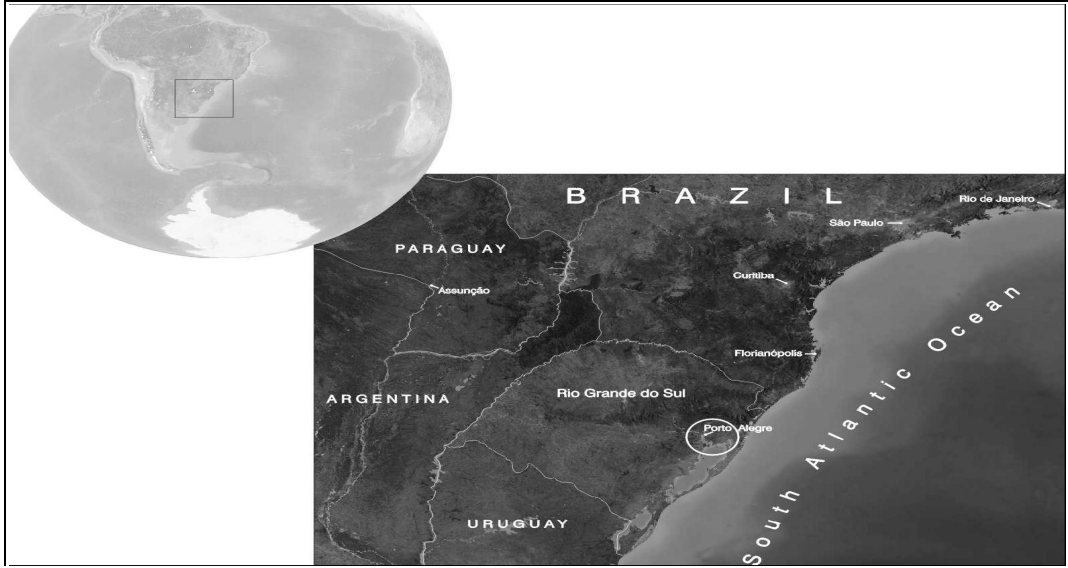 B R A Z I L
Rio de Janeiro
São Paulo
PARAGUAY
Curitiba
Assunção
South Atlantic Ocean
Florianópolis
ARGENTINA
Rio Grande do Sul
Porto Alegre
URUGUAY